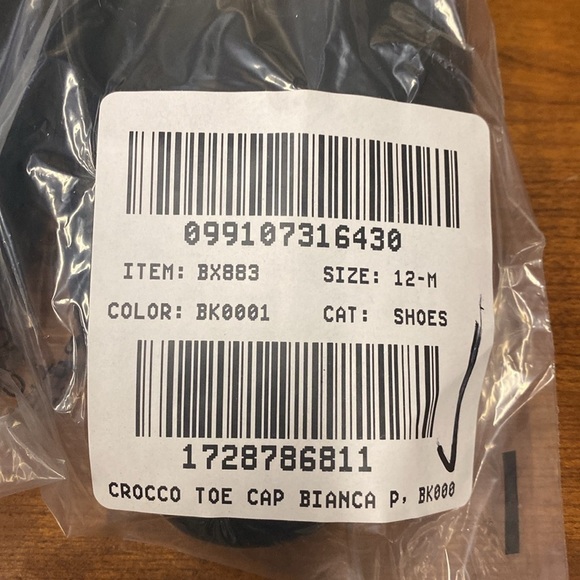 099107316430
ITEM: BX883 SIZE: 12-M
COLOR: BK0001 CAT: SHOES
1728786811
CROCCO TOE CAP BIANCA P, BK000